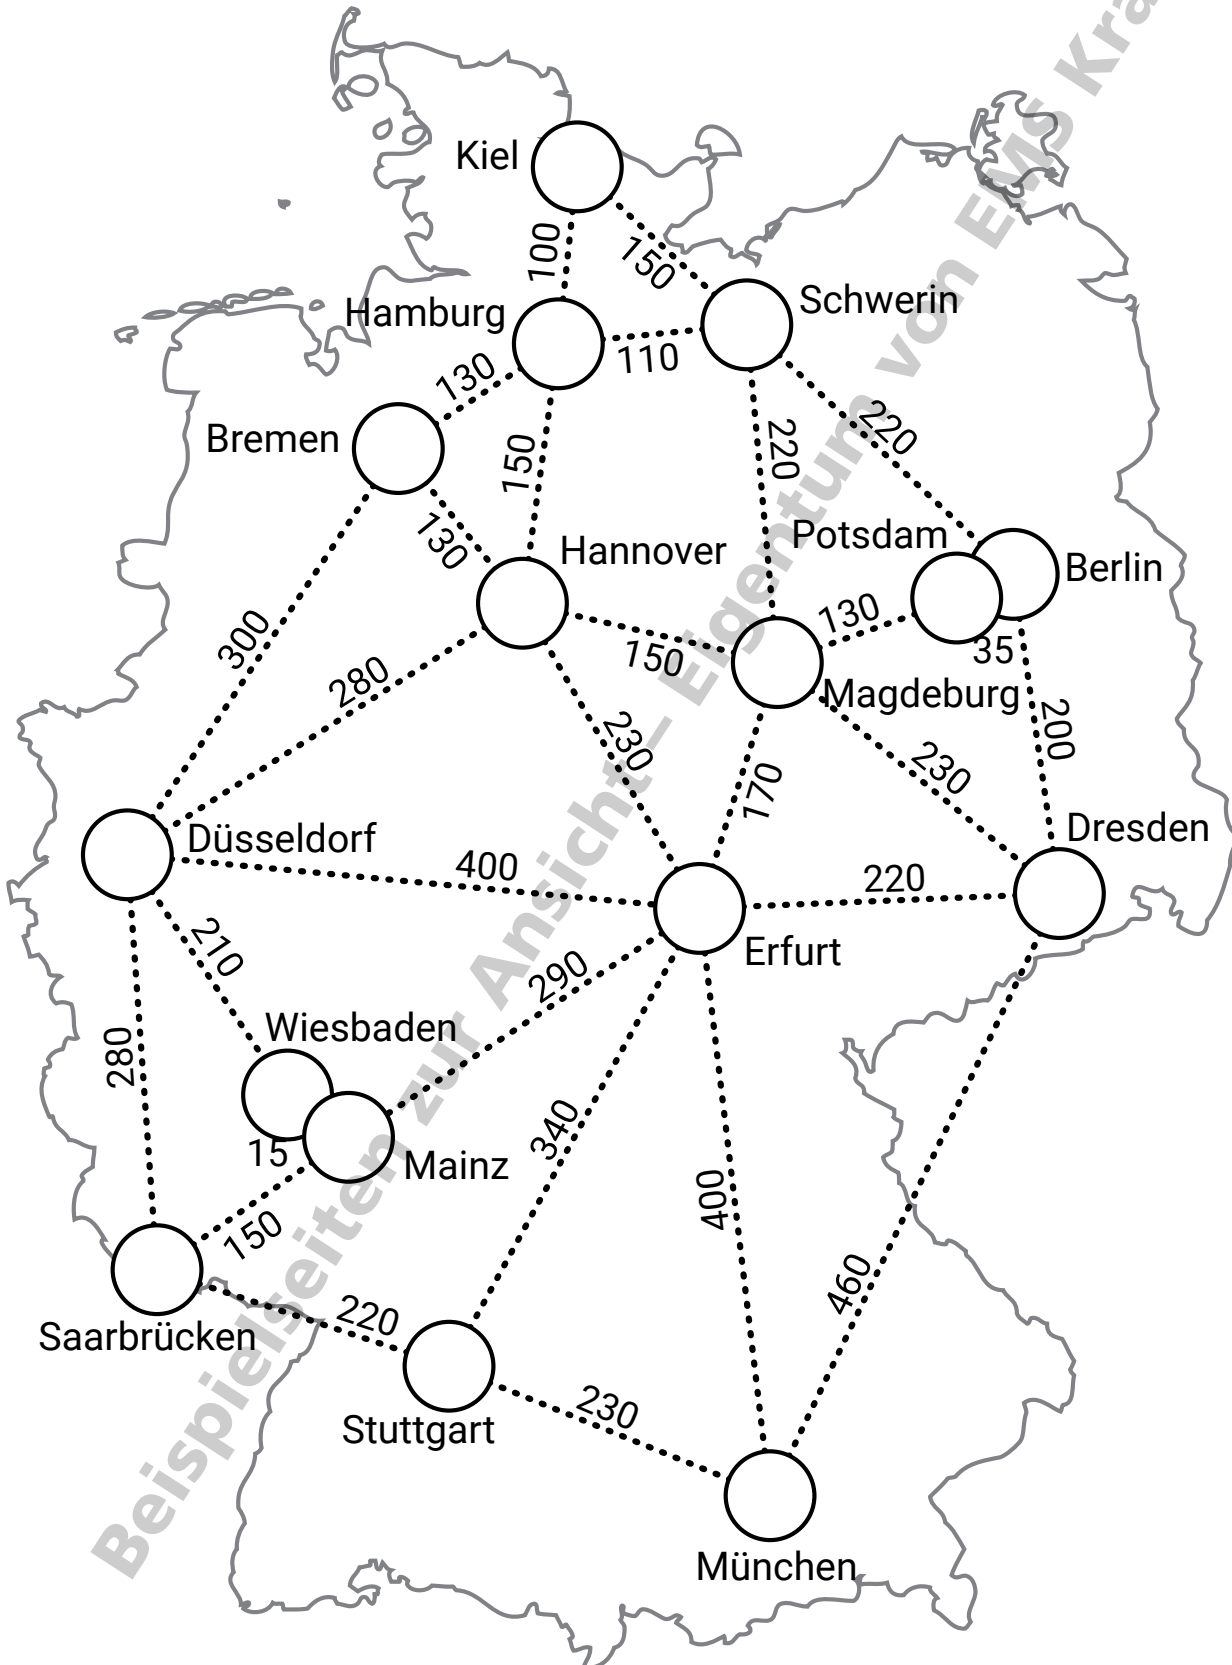 Kiel
100
150
Schwerin
Hamburg
110
130
Bremen
150
220
220
130
Hannover
Potsdam
Berlin
130
35
150
300
280
Magdeburg
200
230
230
170
Düsseldorf
Dresden
400
220
Erfurt
210
290
Wiesbaden
280
15
Mainz
340
150
400
460
220
Saarbrücken
Stuttgart
230
München
Beispielseiten zur Ansicht – Eigentum von EMs